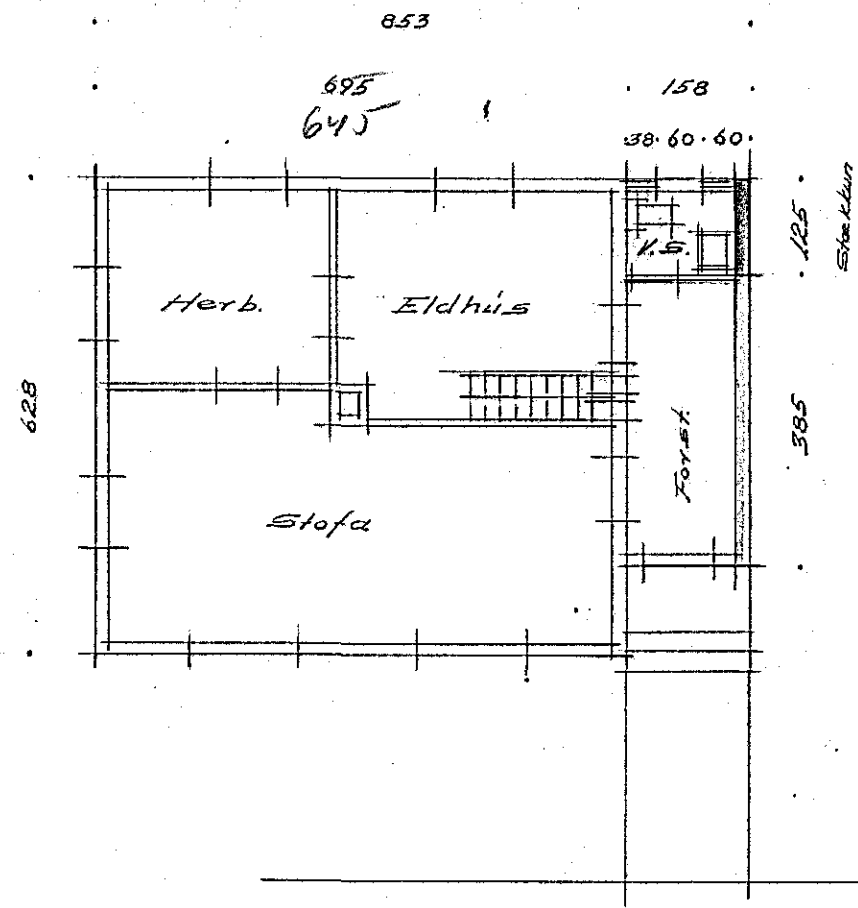 853
695
158
645
38 · 60 · 60
Stækkun
125
V.S.
Herb.
Eldhús
628
385
Forst.
Stofa